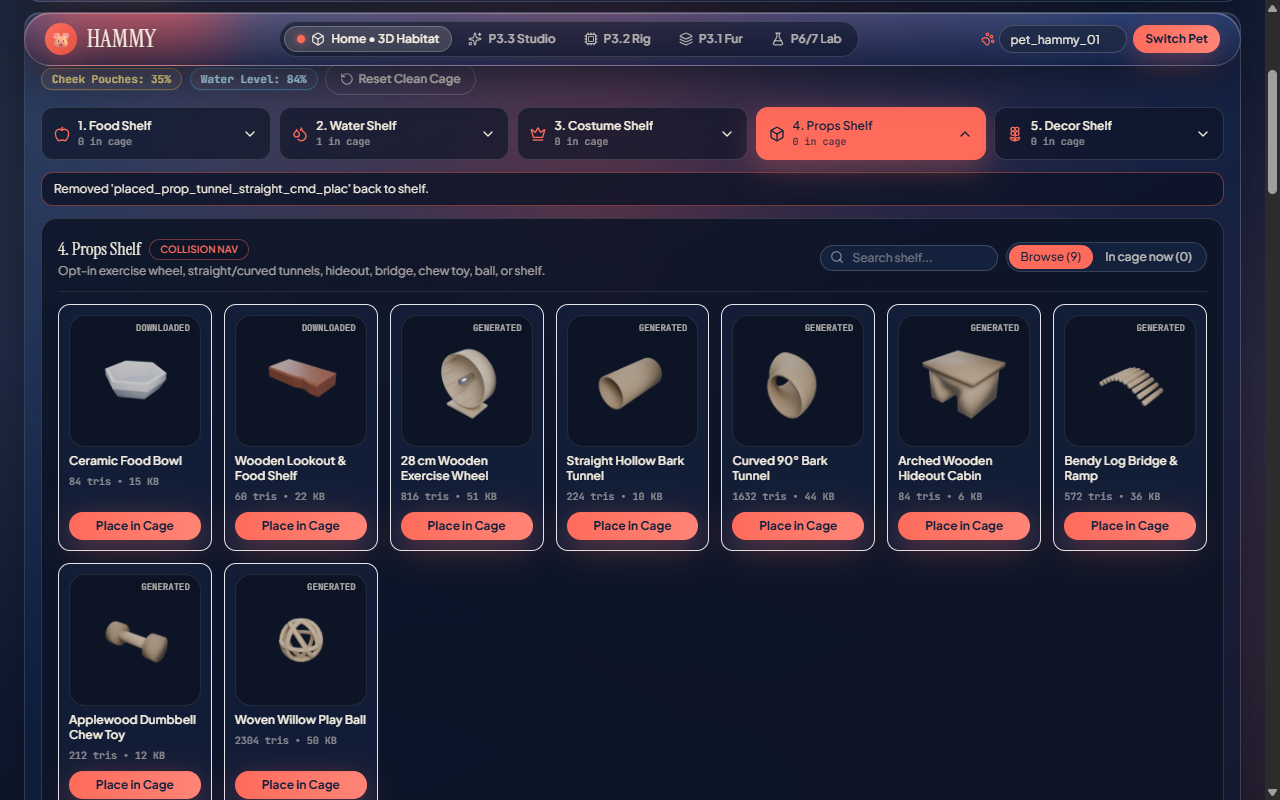 HAMMY
Home • 3D Habitat
P3.3 Studio
P3.2 Rig
P3.1 Fur
P6/7 Lab
pet_hammy_01
Switch Pet
Cheek Pouches: 35%
Water Level: 84%
Reset Clean Cage
1. Food Shelf
0 in cage
2. Water Shelf
1 in cage
3. Costume Shelf
0 in cage
4. Props Shelf
0 in cage
5. Decor Shelf
0 in cage
Removed 'placed_prop_tunnel_straight_cmd_plac' back to shelf.
4. Props Shelf
COLLISION NAV
Opt-in exercise wheel, straight/curved tunnels, hideout, bridge, chew toy, ball, or shelf.
Search shelf...
Browse (9)
In cage now (0)
DOWNLOADED
Ceramic Food Bowl
84 tris • 15 KB
Place in Cage
DOWNLOADED
Wooden Lookout &
Food Shelf
60 tris • 22 KB
Place in Cage
GENERATED
28 cm Wooden
Exercise Wheel
816 tris • 51 KB
Place in Cage
GENERATED
Straight Hollow Bark
Tunnel
224 tris • 10 KB
Place in Cage
GENERATED
Curved 90° Bark
Tunnel
1632 tris • 44 KB
Place in Cage
GENERATED
Arched Wooden
Hideout Cabin
84 tris • 6 KB
Place in Cage
GENERATED
Bendy Log Bridge &
Ramp
572 tris • 36 KB
Place in Cage
GENERATED
Applewood Dumbbell
Chew Toy
212 tris • 12 KB
Place in Cage
GENERATED
Woven Willow Play Ball
2304 tris • 50 KB
Place in Cage